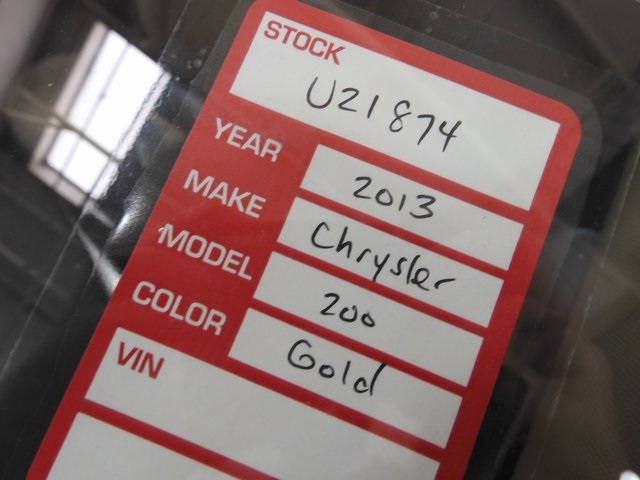 STOCK
U21874
YEAR 2013
MAKE Chrysler
MODEL 200
COLOR Gold
VIN